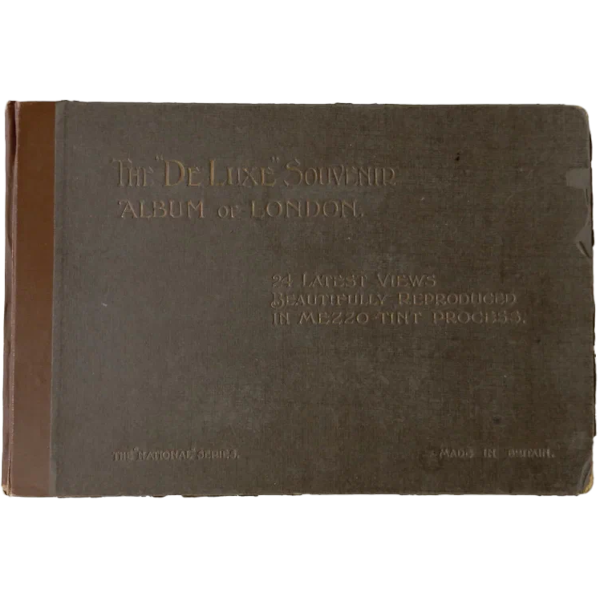 THE "DE LUXE" SOUVENIR
ALBUM OF LONDON.
24 LATEST VIEWS
BEAUTIFULLY REPRODUCED
IN MEZZO-TINT PROCESS.
THE "NATIONAL" SERIES.
MADE IN BRITAIN.